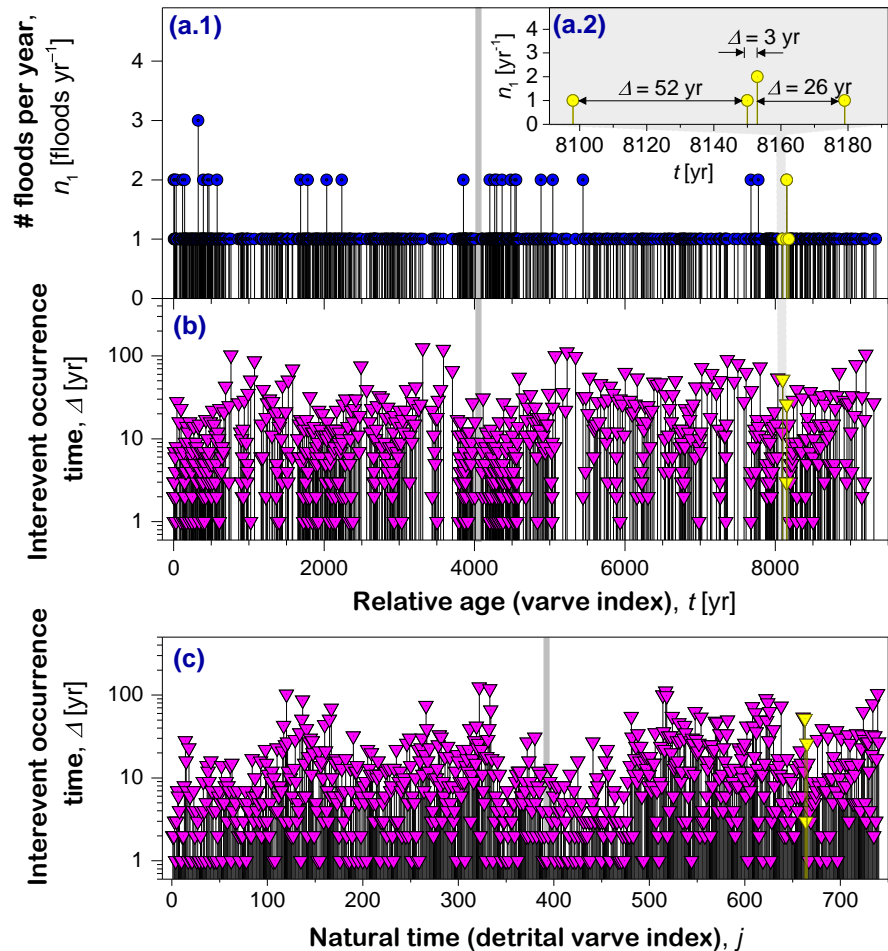 (a.1)
# floods per year,
n₁ [floods yr⁻¹]
4
3
2
1
0
(a.2)
n₁ [yr⁻¹]
4
3
2
1
0
Δ = 3 yr
Δ = 52 yr
Δ = 26 yr
8100 8120 8140 8160 8180
t [yr]
(b)
Interevent occurrence
time, Δ [yr]
100
10
1
0 2000 4000 6000 8000
Relative age (varve index), t [yr]
(c)
Interevent occurrence
time, Δ [yr]
100
10
1
0 100 200 300 400 500 600 700
Natural time (detrital varve index), j